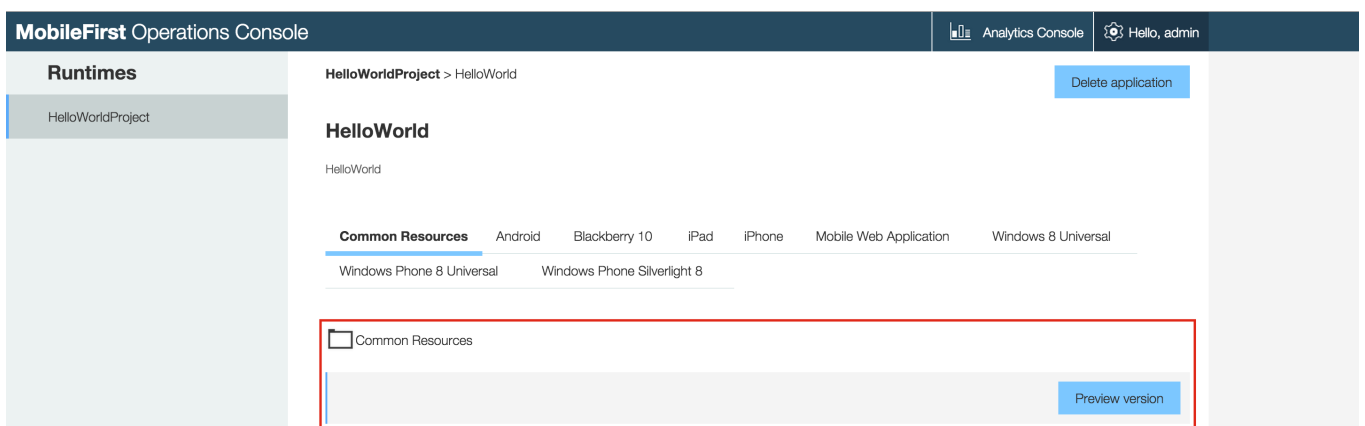 MobileFirst Operations Console
Analytics Console
Hello, admin
Runtimes
HelloWorldProject
HelloWorldProject > HelloWorld
Delete application
HelloWorld
HelloWorld
Common Resources Android Blackberry 10 iPad iPhone Mobile Web Application Windows 8 Universal
Windows Phone 8 Universal Windows Phone Silverlight 8
Common Resources
Preview version